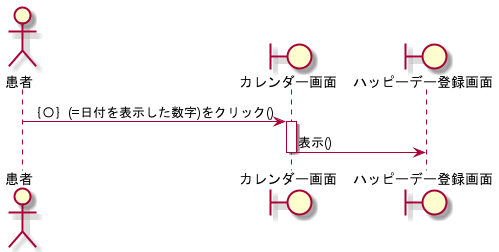 患者
カレンダー画面
ハッピーデー登録画面
{〇} (=日付を表示した数字)をクリック()
表示()
患者
カレンダー画面
ハッピーデー登録画面